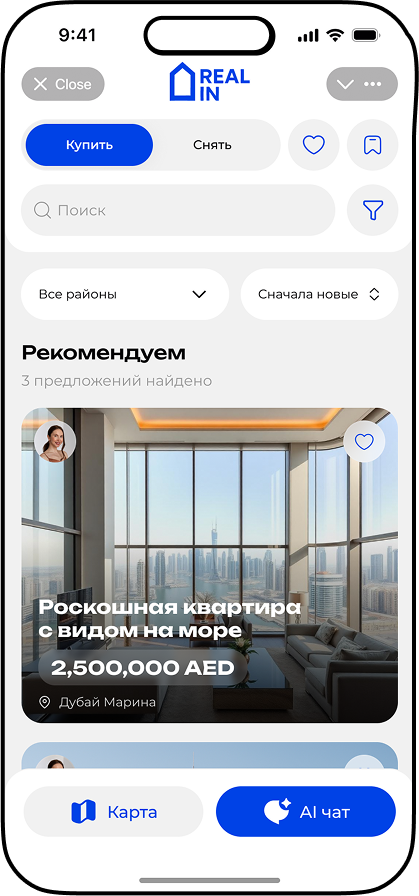 9:41
Close
REAL
IN
Купить
Снять
Поиск
Все районы
Сначала новые
Рекомендуем
3 предложений найдено
Роскошная квартира
с видом на море
2,500,000 AED
Дубай Марина
Карта
AI чат